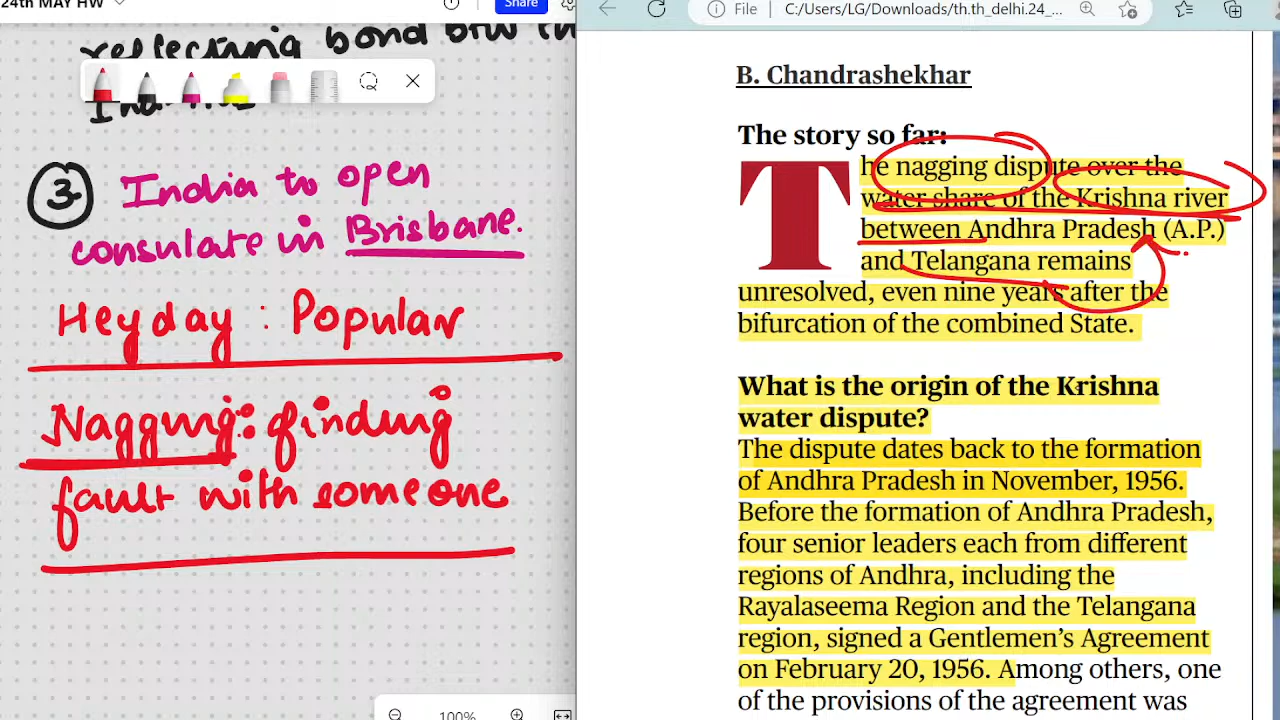 24th MAY HW
Share
reflecting bond btw
3 India to open
consulate in Brisbane.
Heyday : Popular
Nagging: finding
fault with someone
100%
File C:/Users/LG/Downloads/th.th_delhi.24_...
B. Chandrashekhar
The story so far:
The nagging dispute over the
water share of the Krishna river
between Andhra Pradesh (A.P.)
and Telangana remains
unresolved, even nine years after the
bifurcation of the combined State.
What is the origin of the Krishna
water dispute?
The dispute dates back to the formation
of Andhra Pradesh in November, 1956.
Before the formation of Andhra Pradesh,
four senior leaders each from different
regions of Andhra, including the
Rayalaseema Region and the Telangana
region, signed a Gentlemen’s Agreement
on February 20, 1956. Among others, one
of the provisions of the agreement was